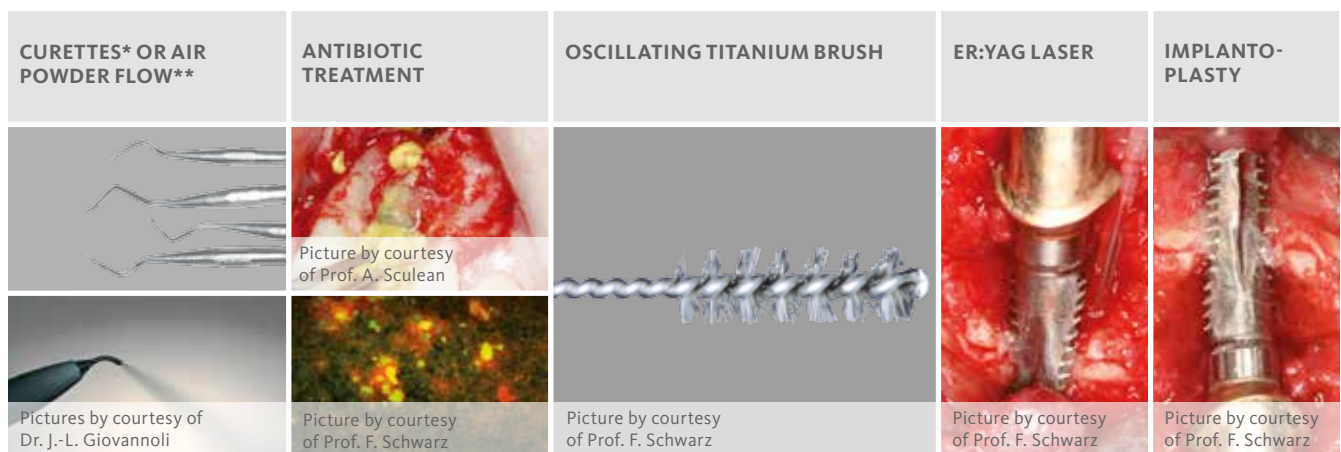 CURETTES* OR AIR
POWDER FLOW**
ANTIBIOTIC
TREATMENT
OSCILLATING TITANIUM BRUSH
ER:YAG LASER
IMPLANTO-
PLASTY
Picture by courtesy
of Prof. A. Sculean
Pictures by courtesy of
Dr. J.-L. Giovannoli
Picture by courtesy
of Prof. F. Schwarz
Picture by courtesy
of Prof. F. Schwarz
Picture by courtesy
of Prof. F. Schwarz
Picture by courtesy
of Prof. F. Schwarz